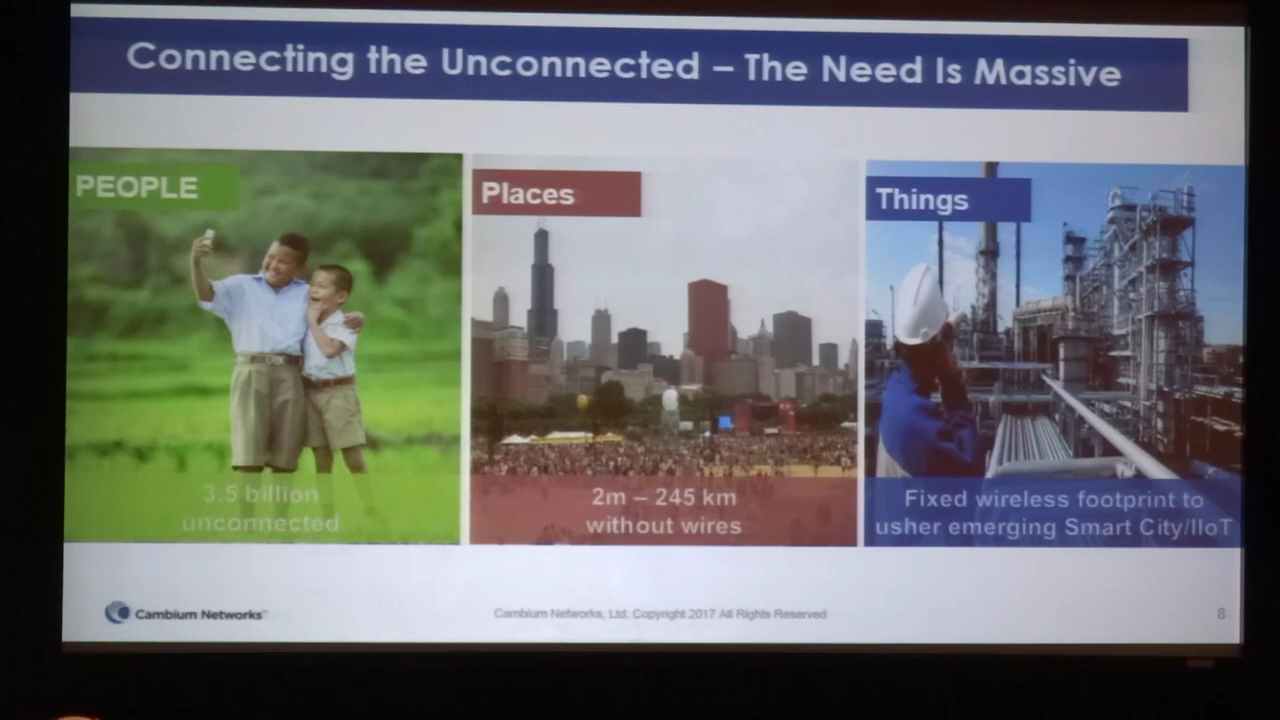 Connecting the Unconnected – The Need Is Massive
PEOPLE
3.5 billion
unconnected
Places
2m – 245 km
without wires
Things
Fixed wireless footprint to
usher emerging Smart City/IIoT
Cambium Networks™
Cambium Networks, Ltd. Copyright 2017 All Rights Reserved
8